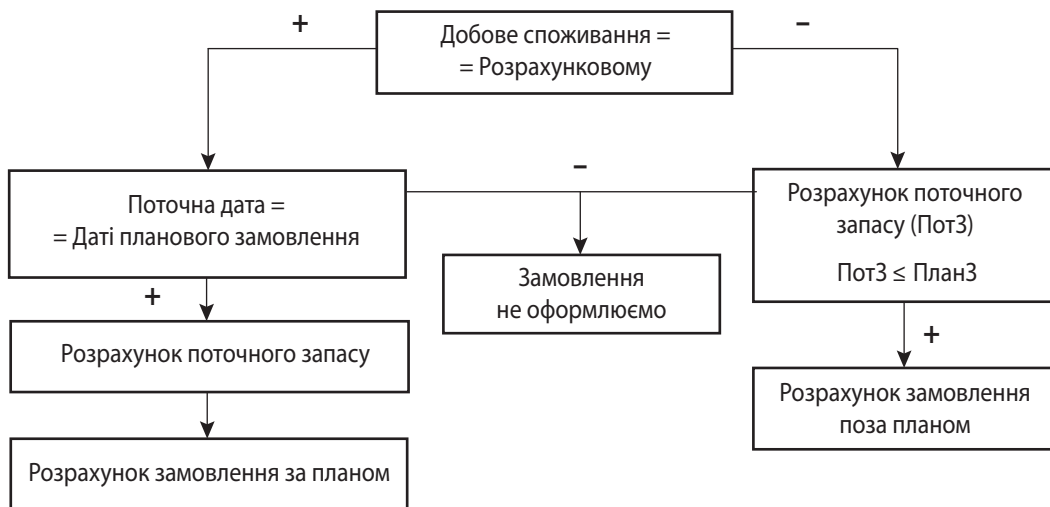 +
Добове споживання =
= Розрахунковому
–
Поточна дата =
= Даті планового замовлення
–
Розрахунок поточного
запасу (ПотЗ)
ПотЗ ≤ ПланЗ
Замовлення
не оформлюємо
+
Розрахунок поточного запасу
+
Розрахунок замовлення
поза планом
Розрахунок замовлення за планом